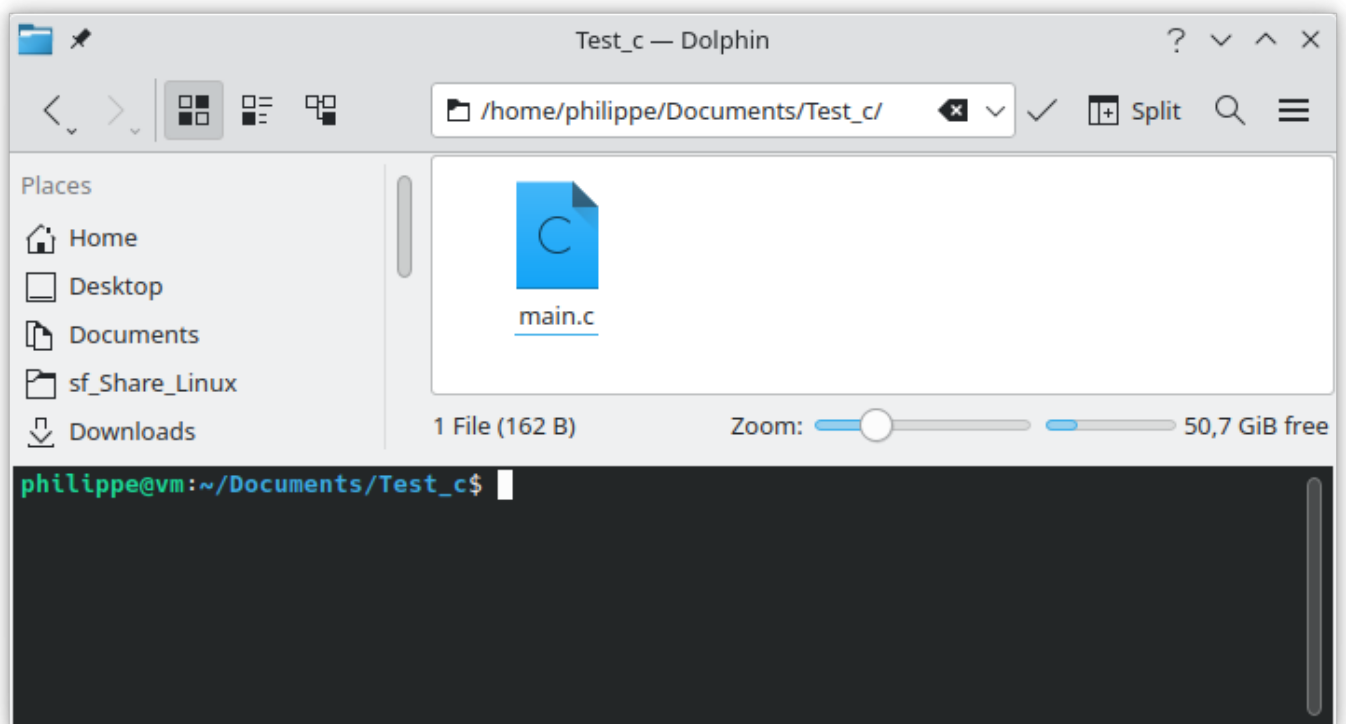 Test_c — Dolphin
/home/philippe/Documents/Test_c/
Split
Places
Home
Desktop
Documents
sf_Share_Linux
Downloads
C
main.c
1 File (162 B)
Zoom:
50,7 GiB free
philippe@vm:~/Documents/Test_c$